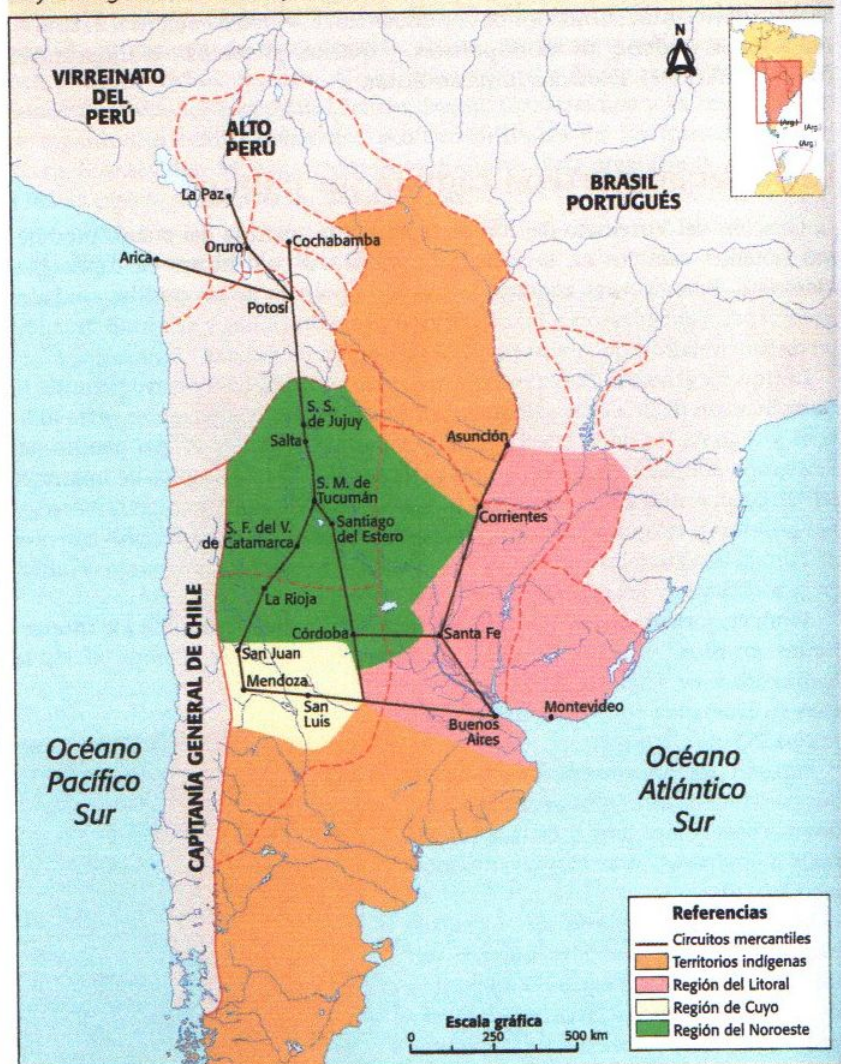 VIRREINATO
DEL
PERÚ
ALTO
PERÚ
BRASIL
PORTUGUÉS
N
(Arg.)
(Arg.)
(Arg.)
La Paz
Oruro
Cochabamba
Arica
Potosí
S. S.
de Jujuy
Salta
Asunción
S. M. de
Tucumán
Corrientes
S. F. del V.
de Catamarca
Santiago
del Estero
La Rioja
Córdoba
Santa Fe
San Juan
Mendoza
San
Luis
Buenos
Aires
Montevideo
CAPITANÍA GENERAL DE CHILE
Océano
Pacífico
Sur
Océano
Atlántico
Sur
Referencias
Circuitos mercantiles
Territorios indígenas
Región del Litoral
Región de Cuyo
Región del Noroeste
Escala gráfica
0 250 500 km